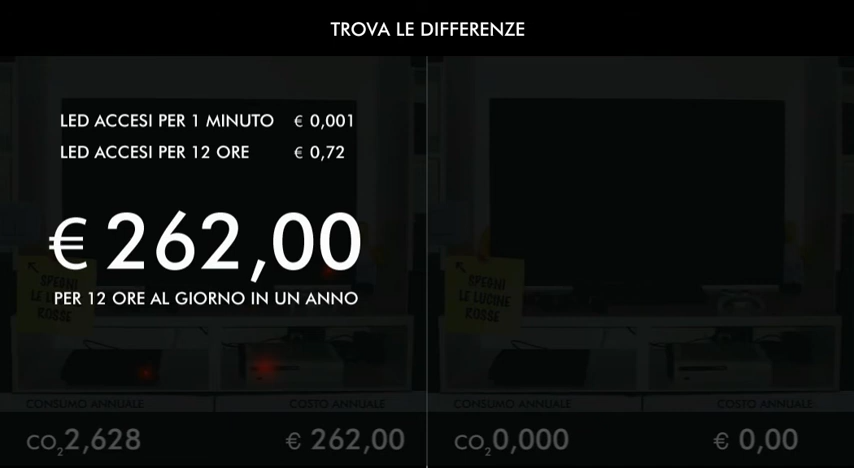 TROVA LE DIFFERENZE
LED ACCESI PER 1 MINUTO € 0,001
LED ACCESI PER 12 ORE € 0,72
€ 262,00
PER 12 ORE AL GIORNO IN UN ANNO
SPEGNI
LE LUCINE
ROSSE
SPEGNI
LE LUCINE
ROSSE
CONSUMO ANNUALE COSTO ANNUALE
CO2 2,628 € 262,00
CONSUMO ANNUALE COSTO ANNUALE
CO2 0,000 € 0,00